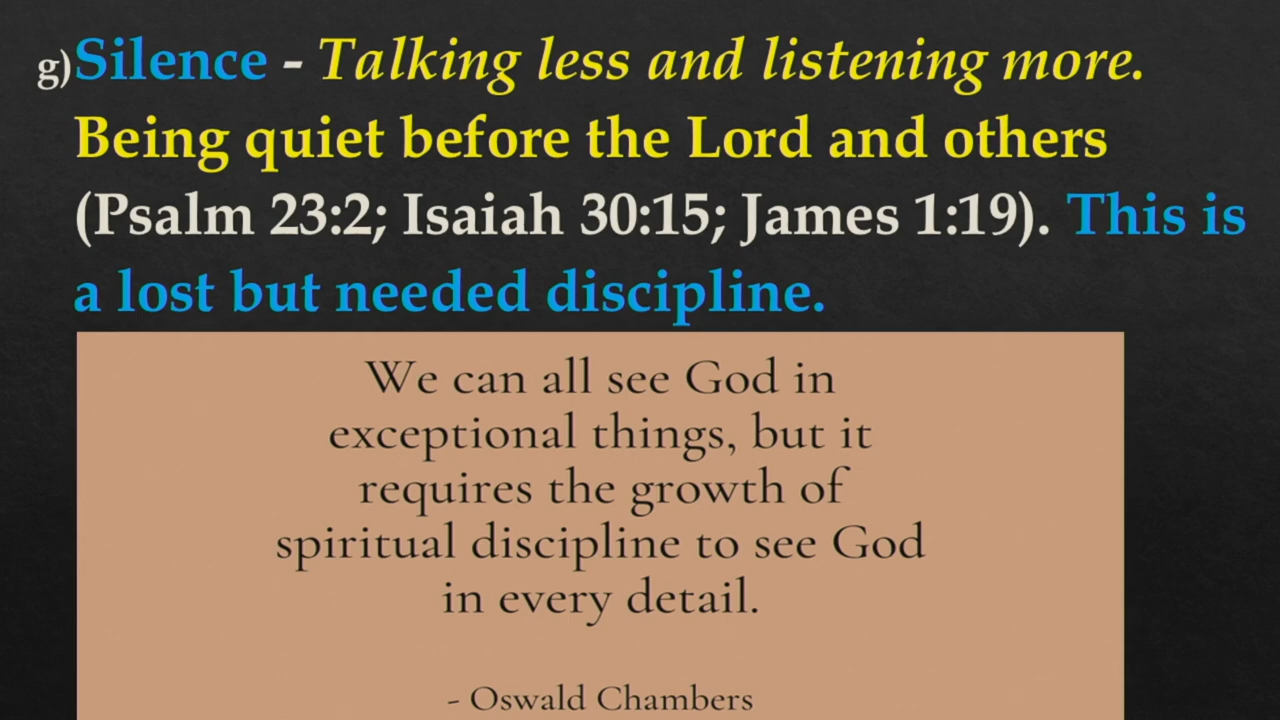 g) Silence - Talking less and listening more.
Being quiet before the Lord and others
(Psalm 23:2; Isaiah 30:15; James 1:19). This is
a lost but needed discipline.
We can all see God in
exceptional things, but it
requires the growth of
spiritual discipline to see God
in every detail.
- Oswald Chambers